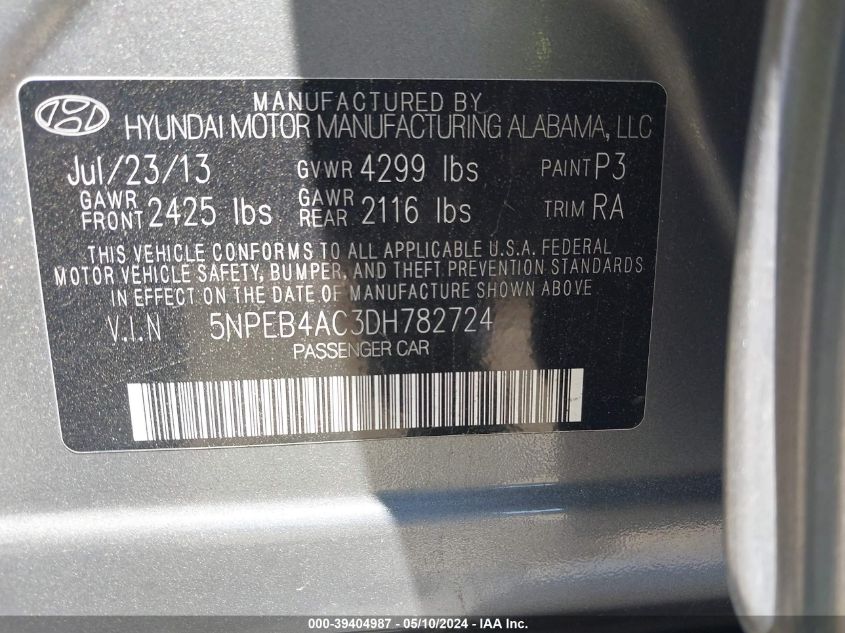 MANUFACTURED BY
HYUNDAI MOTOR MANUFACTURING ALABAMA, LLC
Jul/23/13 GVWR 4299 lbs PAINT P3
GAWR FRONT 2425 lbs GAWR REAR 2116 lbs TRIM RA
THIS VEHICLE CONFORMS TO ALL APPLICABLE U.S.A. FEDERAL
MOTOR VEHICLE SAFETY, BUMPER, AND THEFT PREVENTION STANDARDS
IN EFFECT ON THE DATE OF MANUFACTURE SHOWN ABOVE.
V.I.N 5NPEB4AC3DH782724
PASSENGER CAR
000-39404987 - 05/10/2024 - IAA Inc.